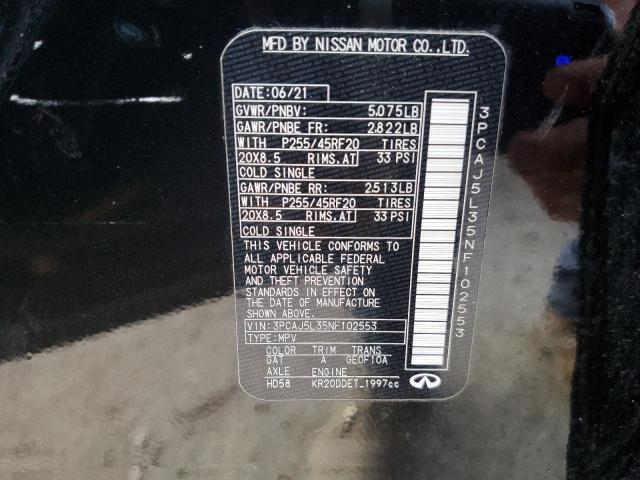 MFD BY NISSAN MOTOR CO.,LTD.
DATE:06/21
GVWR/PNBV: 5,075LB
GAWR/PNBE FR: 2,822LB
WITH P255/45RF20 TIRES
20X8.5 RIMS,AT 33 PSI
COLD SINGLE
GAWR/PNBE RR: 2,513LB
WITH P255/45RF20 TIRES
20X8.5 RIMS,AT 33 PSI
COLD SINGLE
THIS VEHICLE CONFORMS TO
ALL APPLICABLE FEDERAL
MOTOR VEHICLE SAFETY
AND THEFT PREVENTION
STANDARDS IN EFFECT ON
THE DATE OF MANUFACTURE
SHOWN ABOVE.
VIN:3PCAJ5L35NF102553
TYPE:MPV
COLOR TRIM TRANS
GAT A GE0F10A
AXLE ENGINE
HD58 KR20DDET_1997cc
3PCAJ5L35NF102553